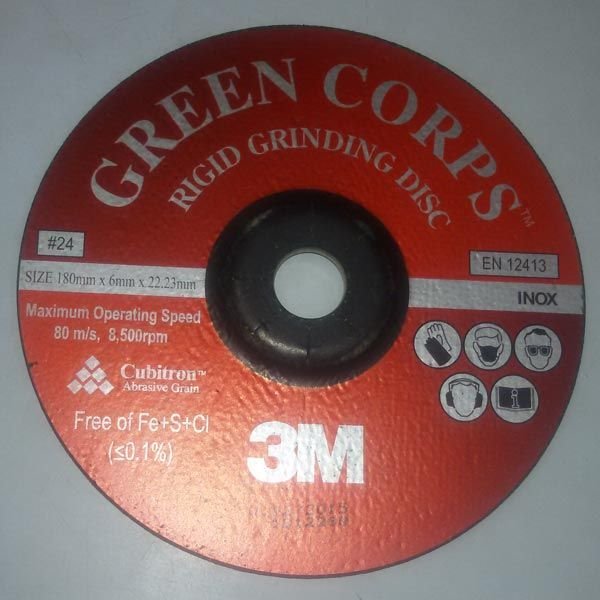 GREEN CORPS™
RIGID GRINDING DISC
#24
EN 12413
SIZE 180mm x 6mm x 22.23mm
INOX
Maximum Operating Speed
80 m/s, 8,500rpm
Cubitron™
Abrasive Grain
Free of Fe+S+Cl
(≤0.1%)
3M